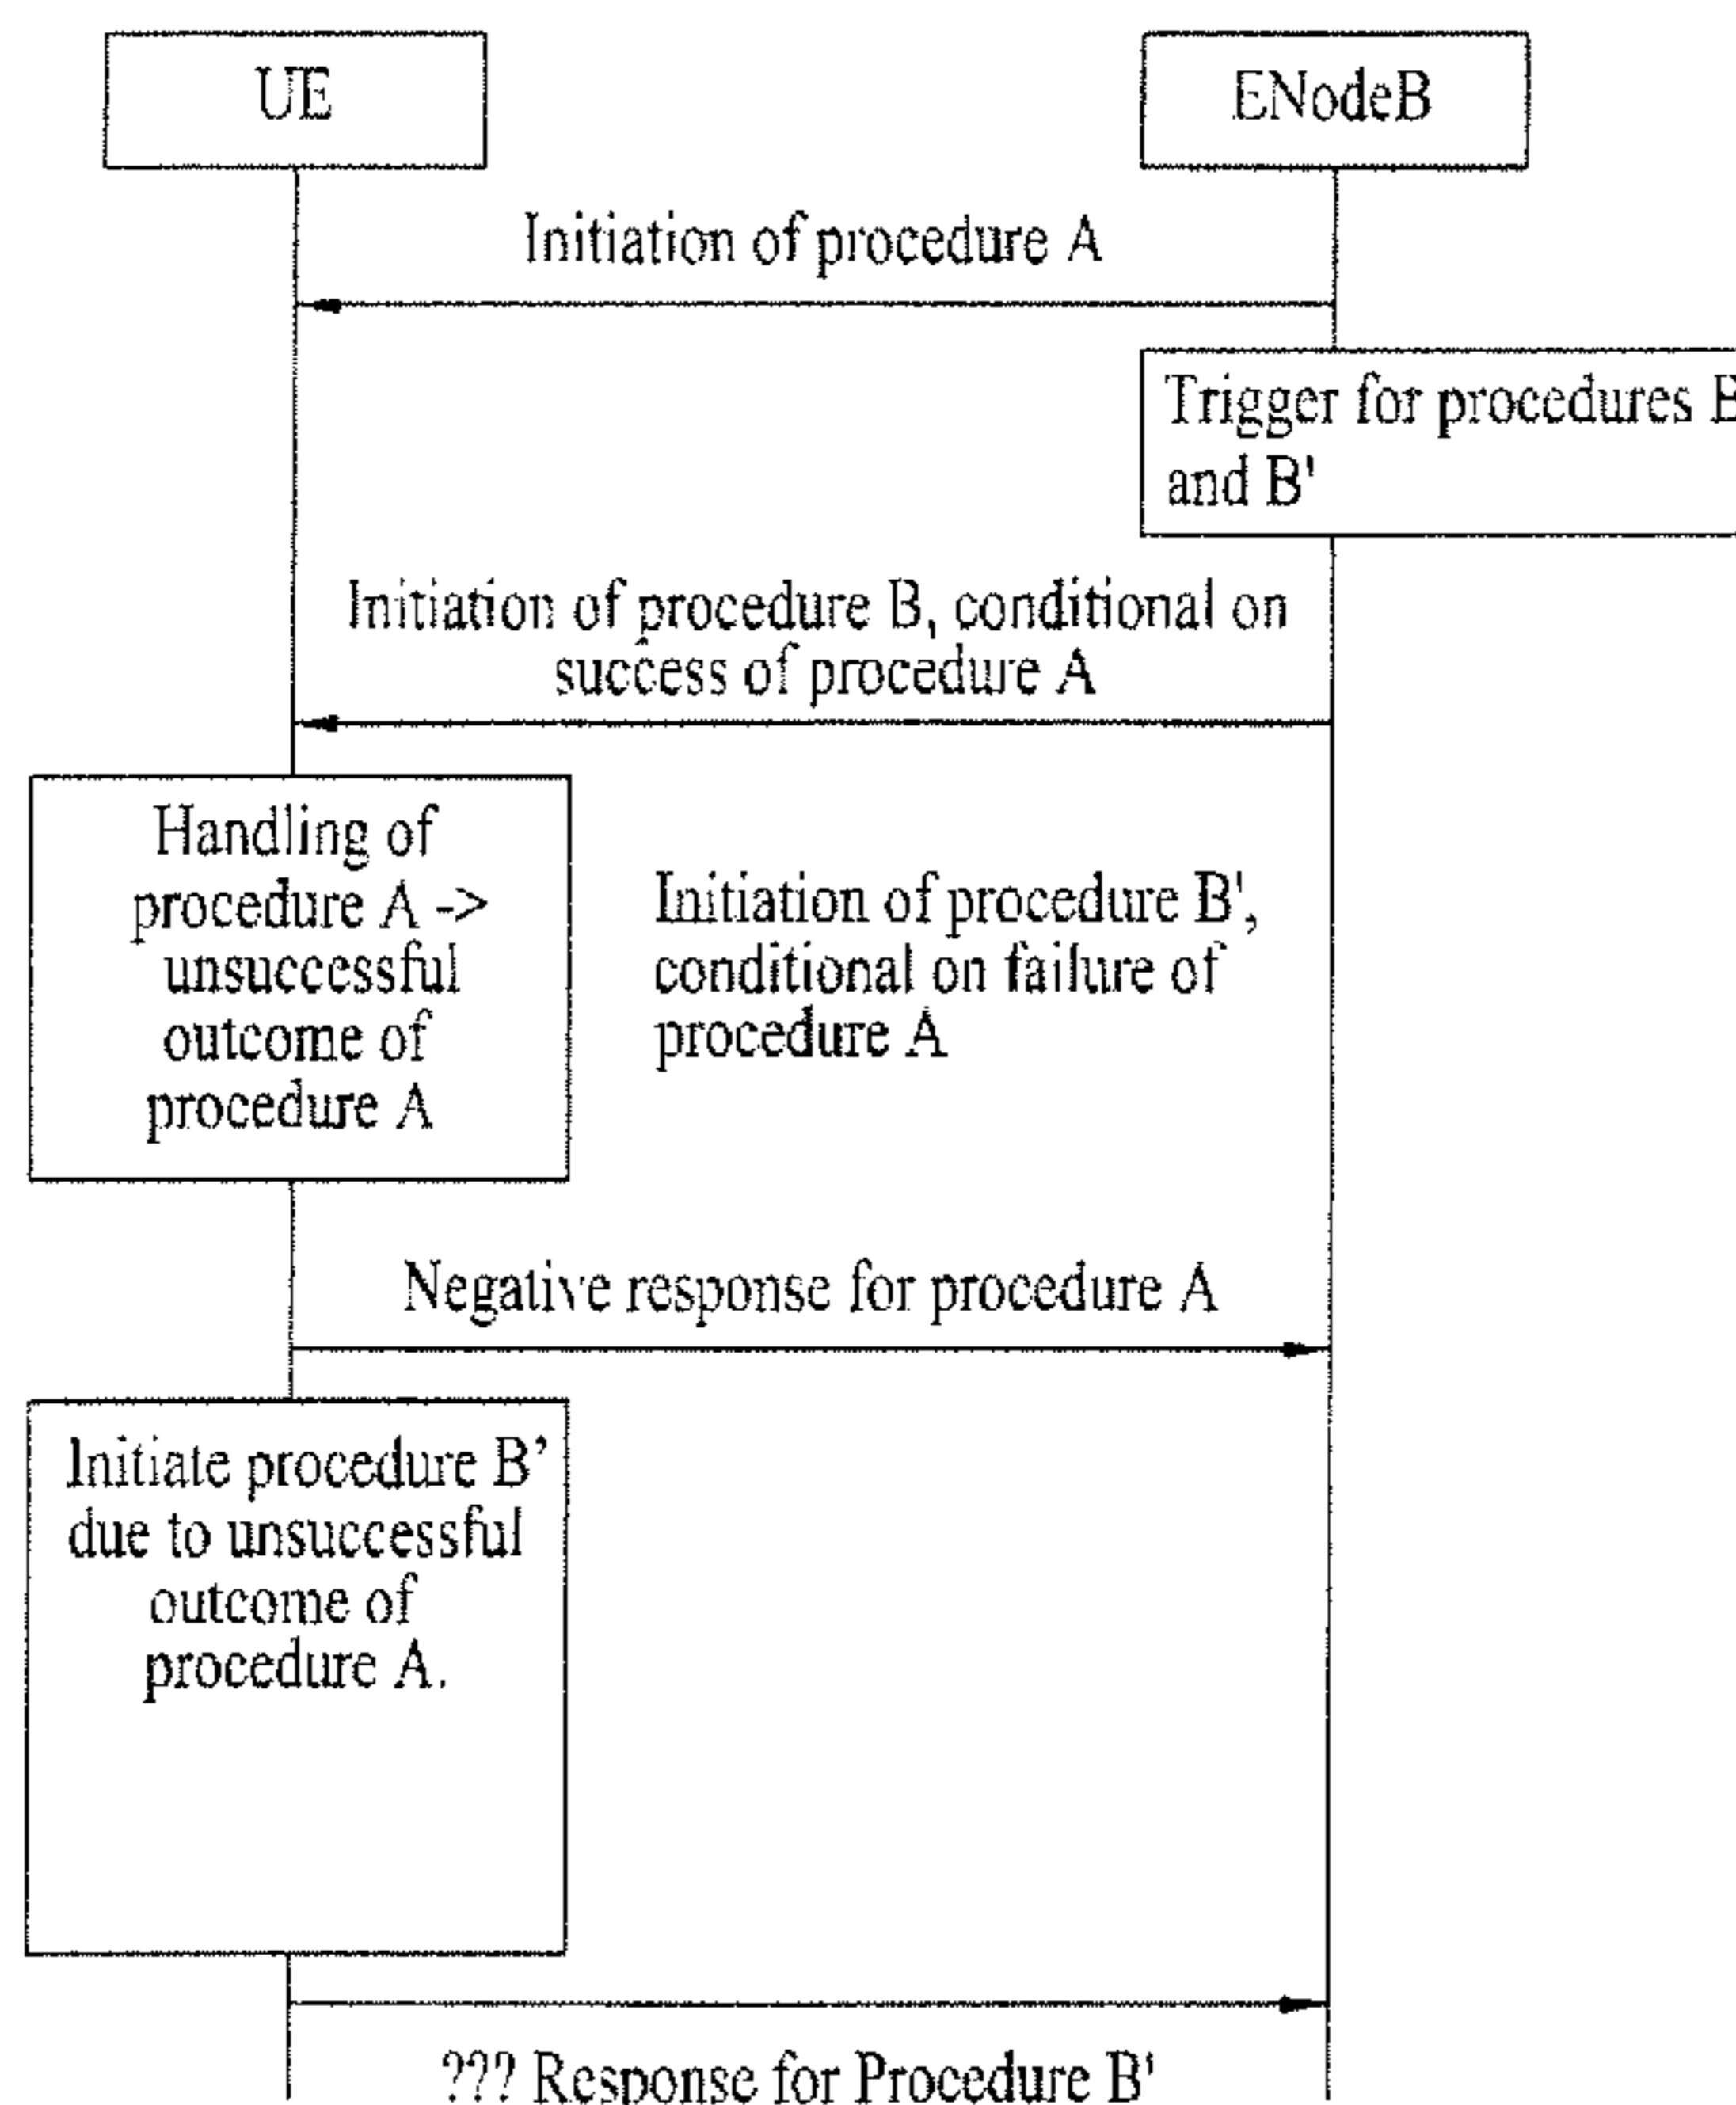 UE
ENodeB
Initiation of procedure A
Trigger for procedures
and B'
Initiation of procedure B, conditional on
success of procedure A
Handling of
procedure A ->
unsuccessful
outcome of
procedure A
Initiation of procedure B',
conditional on failure of
procedure A
Negative response for procedure A
Initiate procedure B’
due to unsuccessful
outcome of
procedure A.
??? Response for Procedure B'